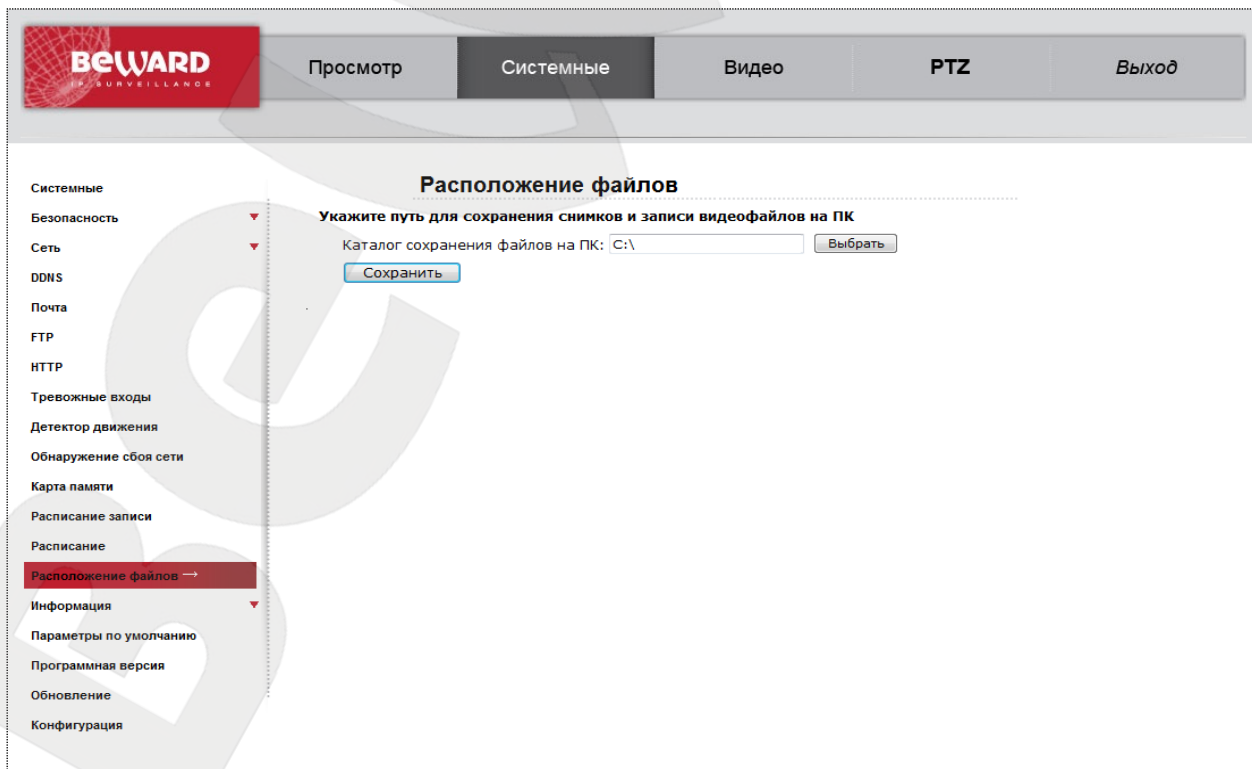 BEWARD
IP SURVEILLANCE
Просмотр
Системные
Видео
PTZ
Выход
Системные
Безопасность
Сеть
DDNS
Почта
FTP
HTTP
Тревожные входы
Детектор движения
Обнаружение сбоя сети
Карта памяти
Расписание записи
Расписание
Расположение файлов →
Информация
Параметры по умолчанию
Программная версия
Обновление
Конфигурация
Расположение файлов
Укажите путь для сохранения снимков и записи видеофайлов на ПК
Каталог сохранения файлов на ПК: C:\ Выбрать
Сохранить